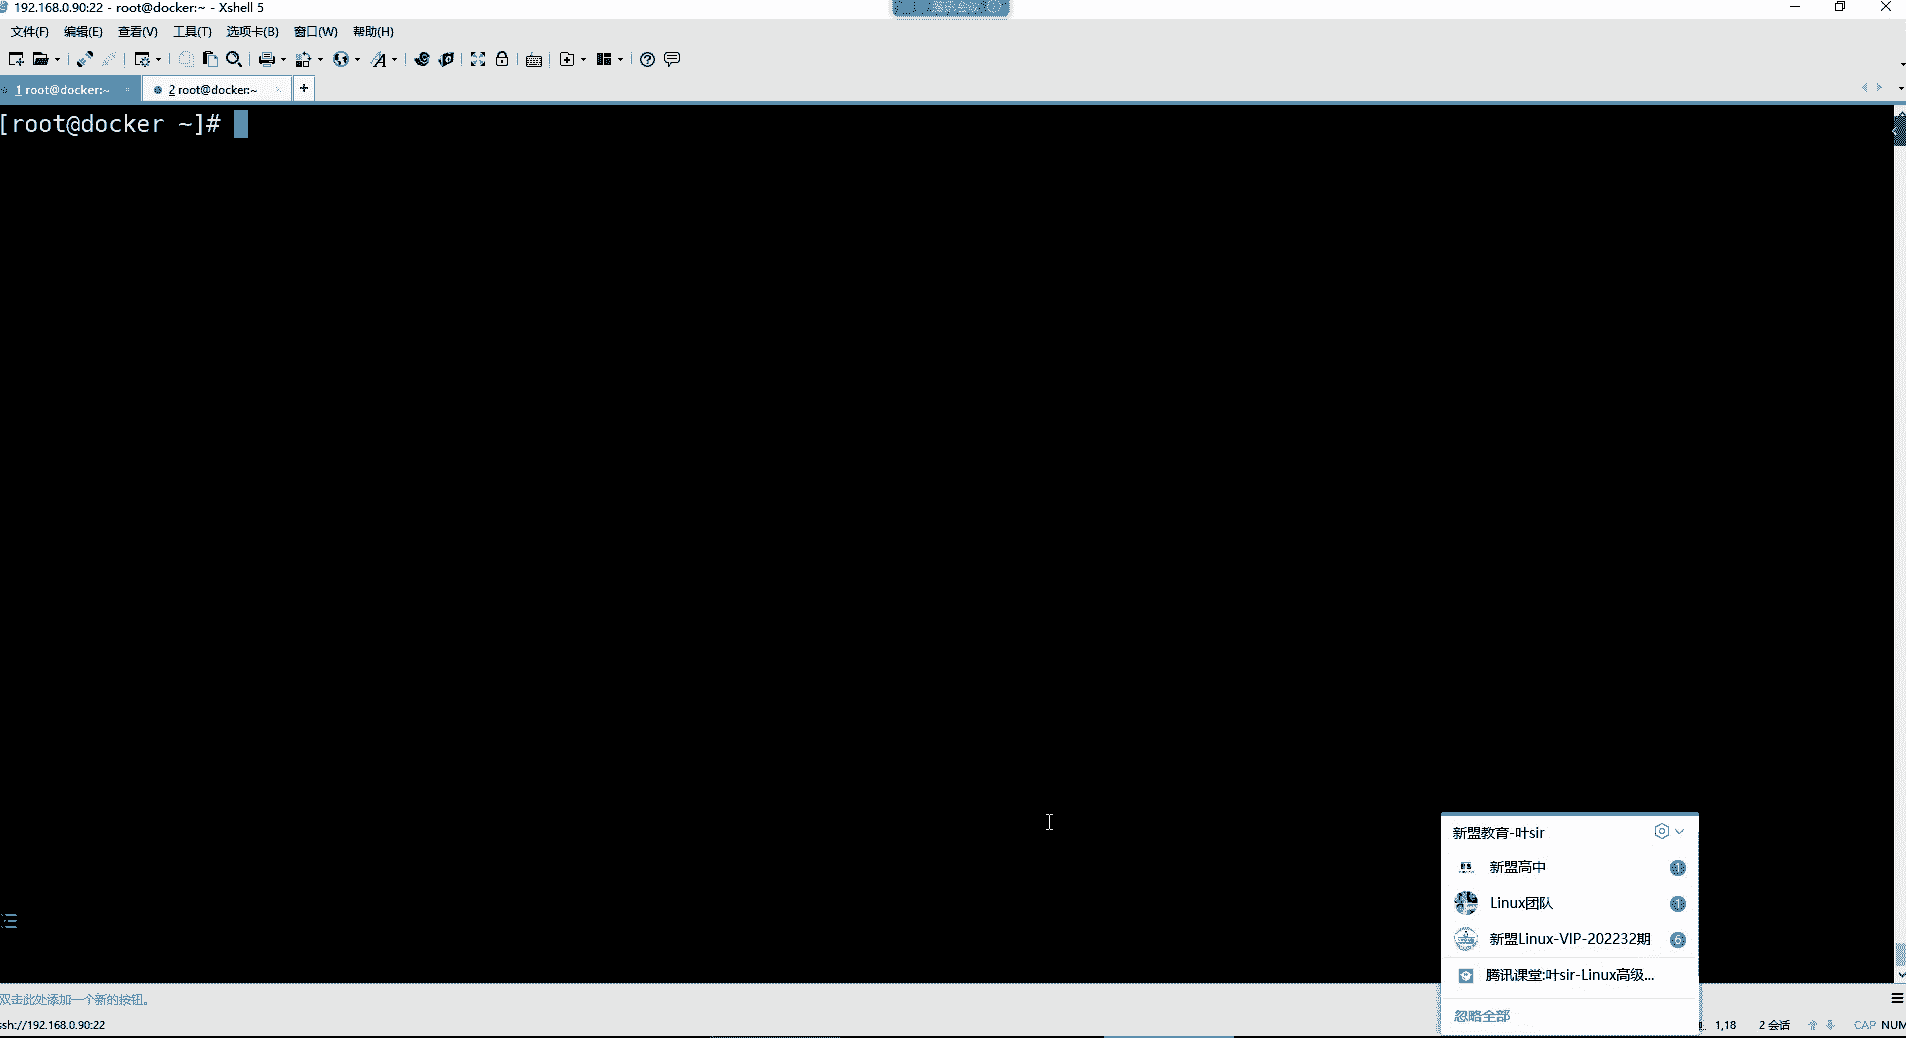 192.168.0.90:22 - root@docker:~ - Xshell 5
文件(F) 编辑(E) 查看(V) 工具(T) 选项卡(B) 窗口(W) 帮助(H)
1 root@docker:~ 2 root@docker:~ +
[root@docker ~]#
新盟教育-叶sir
新盟高中 1
Linux团队 1
新盟Linux-VIP-202232期 6
腾讯课堂:叶sir-Linux高级...
忽略全部
双击此处添加一个新的按钮。
ssh://192.168.0.90:22 1,18 2 会话 CAP NUM